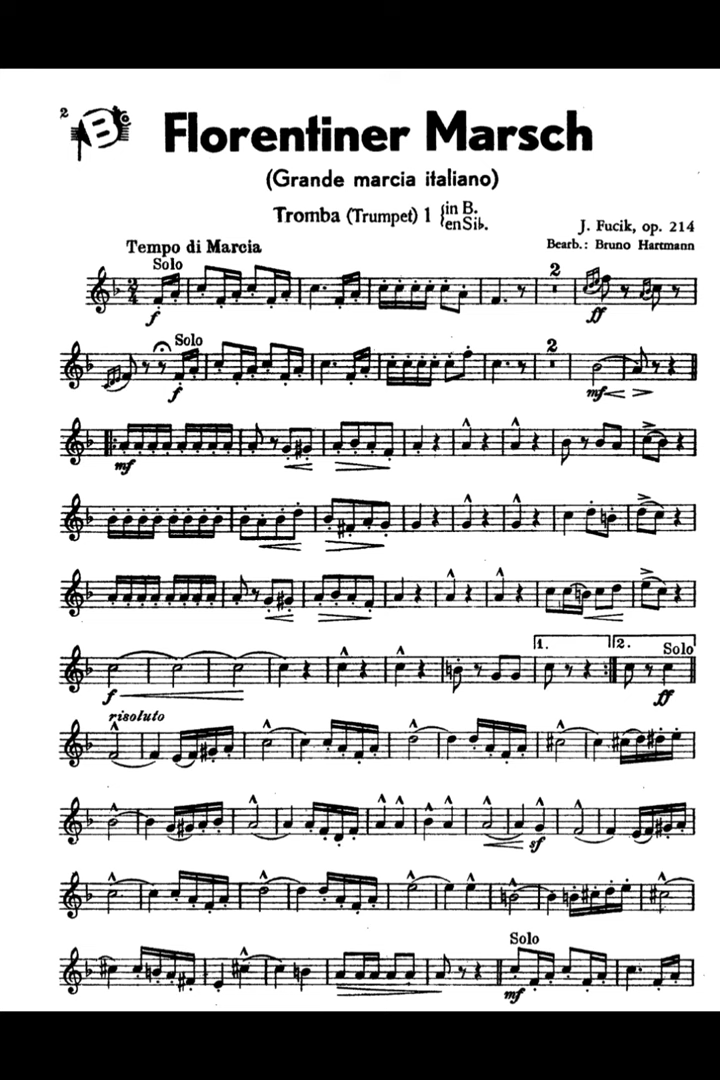 2
B
Florentiner Marsch
(Grande marcia italiano)
Tromba (Trumpet) 1 {in B.
{en Si♭.
J. Fucik, op. 214
Bearb.: Bruno Hartmann
Tempo di Marcia
Solo
2
f
ff
Solo
2
f
mf
mf
1.
2.
Solo
f
ff
risoluto
sf
Solo
mf